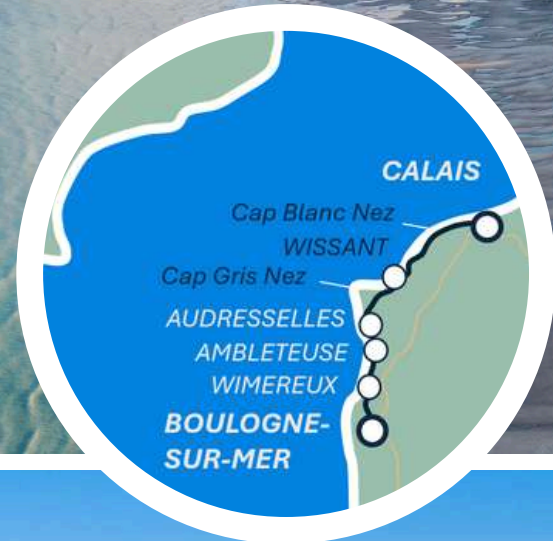 CALAIS
Cap Blanc Nez
WISSANT
Cap Gris Nez
AUDRESSELLES
AMBLETEUSE
WIMEREUX
BOULOGNE-
SUR-MER